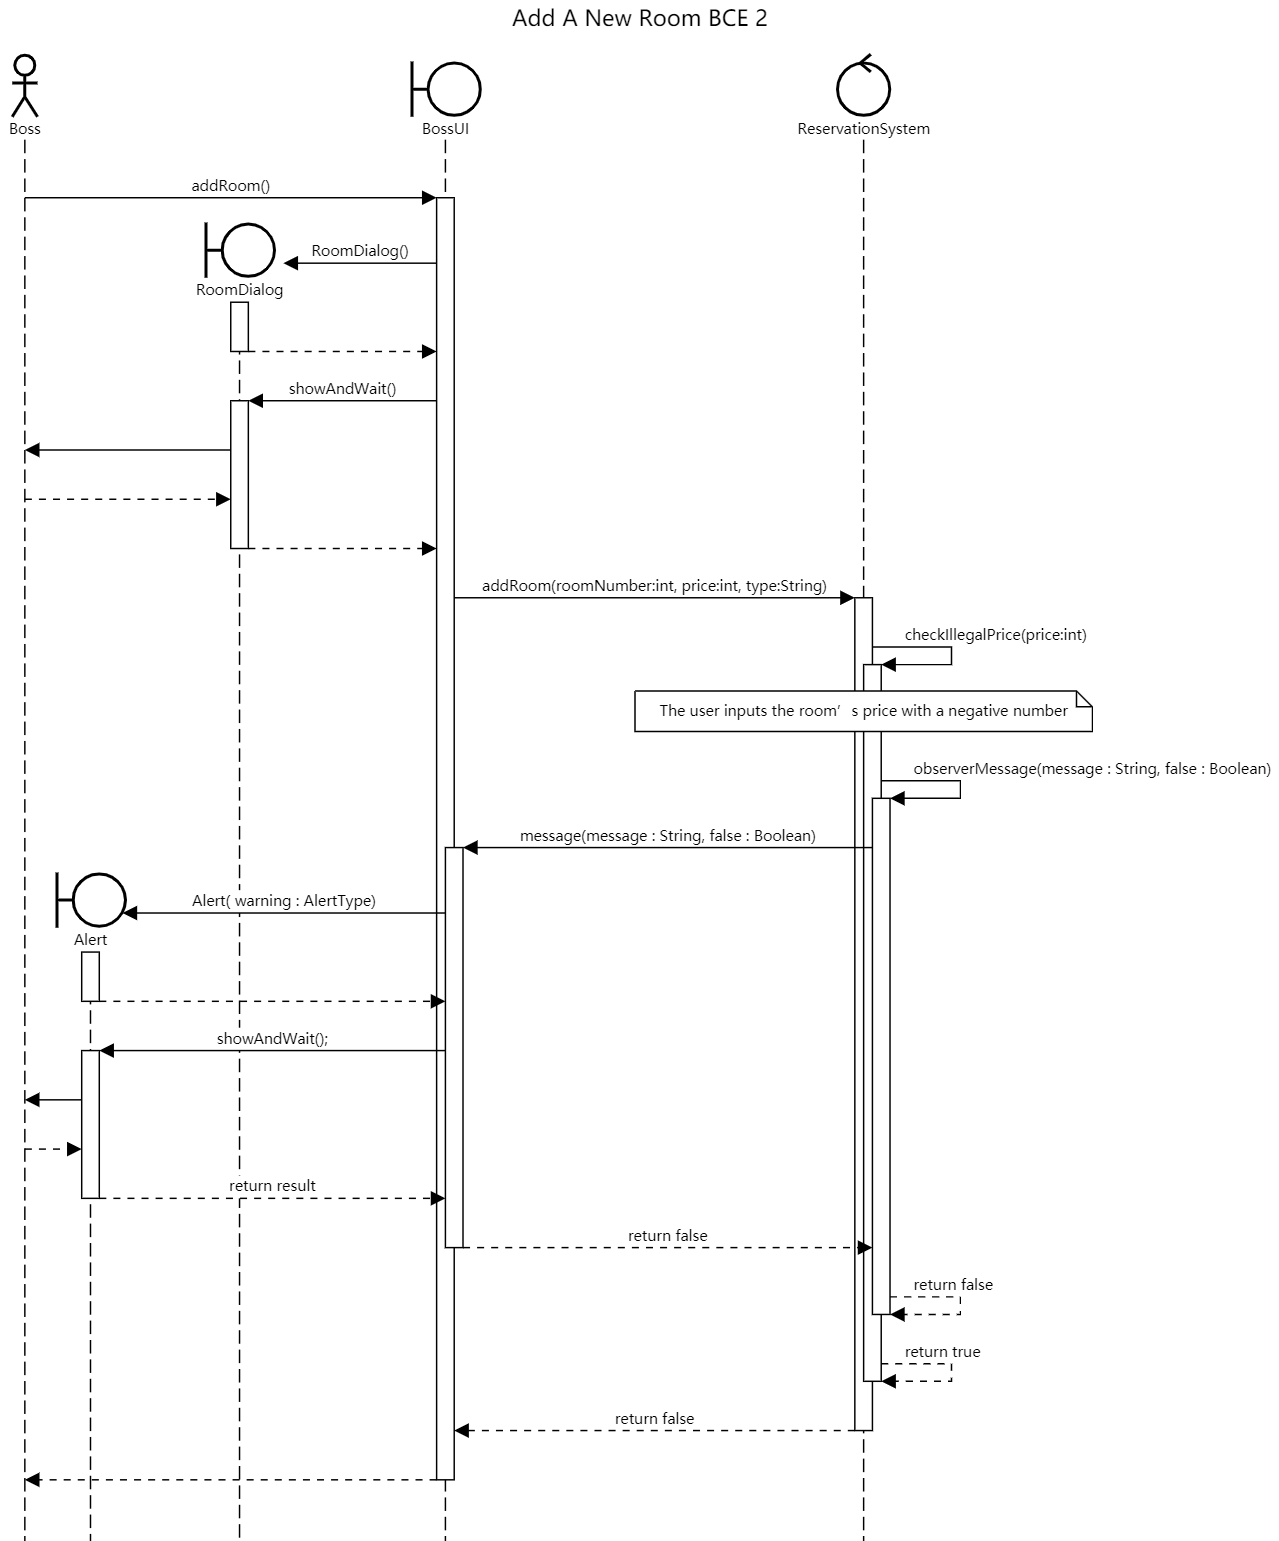 Add A New Room BCE 2
Boss
BossUI
ReservationSystem
addRoom()
RoomDialog()
RoomDialog
showAndWait()
addRoom(roomNumber:int, price:int, type:String)
checkIllegalPrice(price:int)
The user inputs the room’s price with a negative number
observerMessage(message : String, false : Boolean)
message(message : String, false : Boolean)
Alert( warning : AlertType)
Alert
showAndWait();
return result
return false
return false
return true
return false